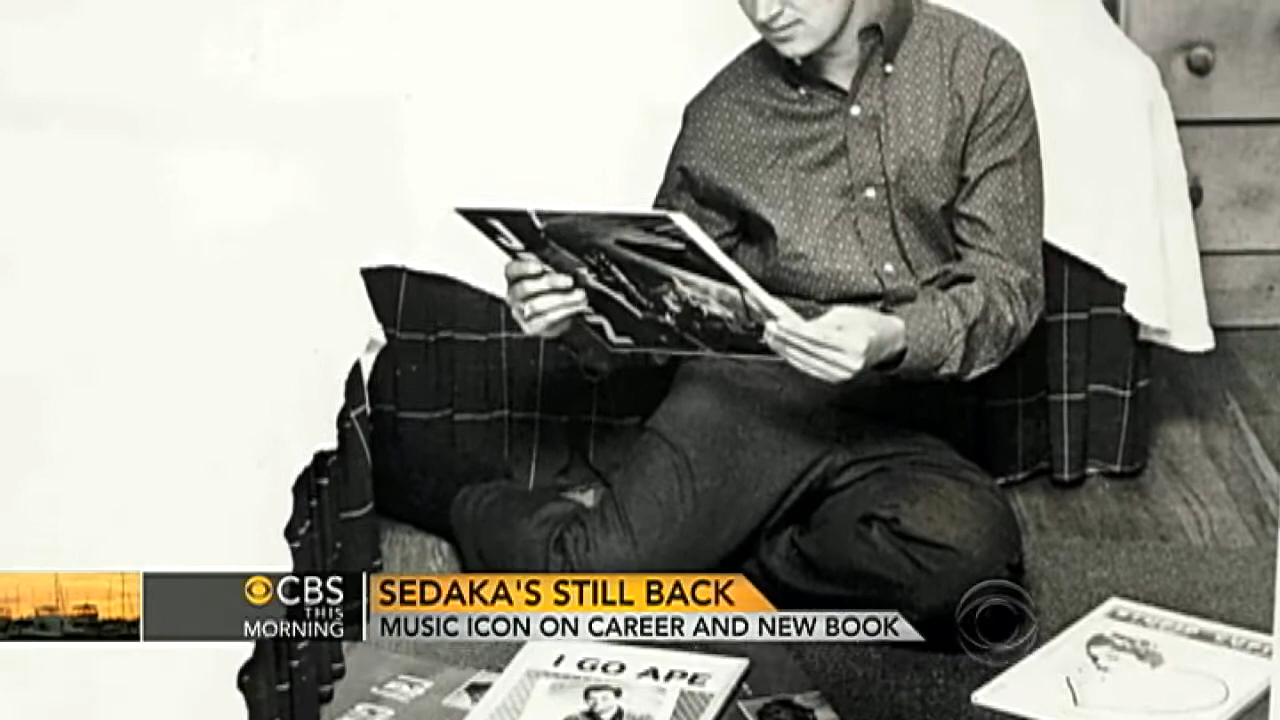 CBS
THIS
MORNING
SEDAKA'S STILL BACK
MUSIC ICON ON CAREER AND NEW BOOK
I GO APE